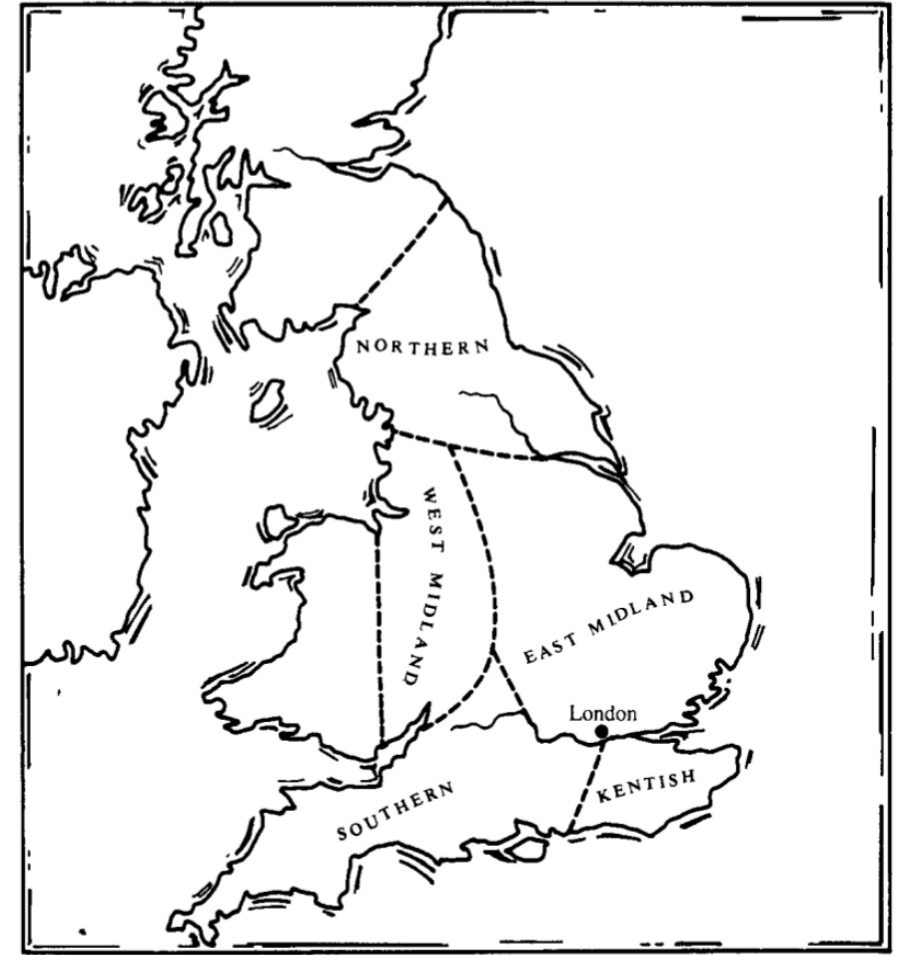 NORTHERN
WEST MIDLAND
EAST MIDLAND
London
KENTISH
SOUTHERN